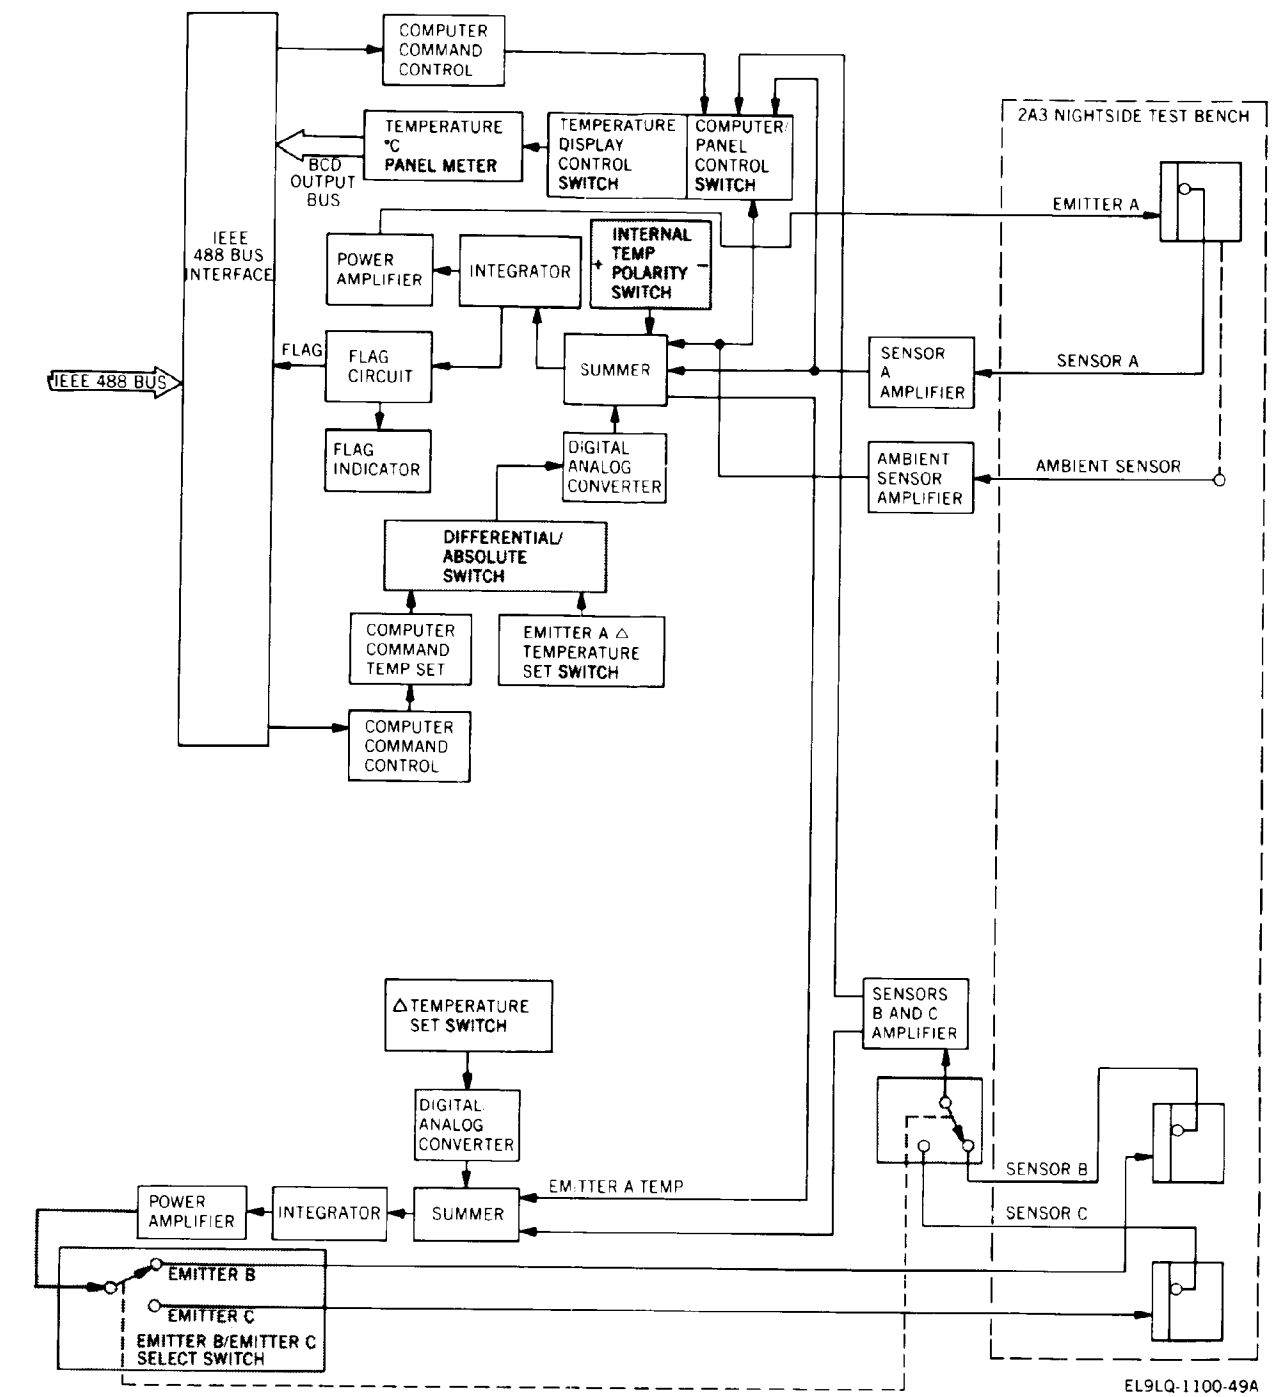 COMPUTER
COMMAND
CONTROL
TEMPERATURE
°C
PANEL METER
TEMPERATURE
DISPLAY
CONTROL
SWITCH
COMPUTER/
PANEL
CONTROL
SWITCH
2A3 NIGHTSIDE TEST BENCH
BCD
OUTPUT
BUS
EMITTER A
IEEE
488 BUS
INTERFACE
POWER
AMPLIFIER
INTEGRATOR
INTERNAL
TEMP
+ POLARITY −
SWITCH
FLAG
FLAG
CIRCUIT
SUMMER
SENSOR
A
AMPLIFIER
SENSOR A
IEEE 488 BUS
FLAG
INDICATOR
DIGITAL
ANALOG
CONVERTER
AMBIENT
SENSOR
AMPLIFIER
AMBIENT SENSOR
DIFFERENTIAL/
ABSOLUTE
SWITCH
COMPUTER
COMMAND
TEMP SET
EMITTER A △
TEMPERATURE
SET SWITCH
COMPUTER
COMMAND
CONTROL
△ TEMPERATURE
SET SWITCH
SENSORS
B AND C
AMPLIFIER
DIGITAL
ANALOG
CONVERTER
SENSOR B
EMITTER A TEMP
POWER
AMPLIFIER
INTEGRATOR
SUMMER
SENSOR C
EMITTER B
EMITTER C
EMITTER B/EMITTER C
SELECT SWITCH
EL9LQ-1100-49A